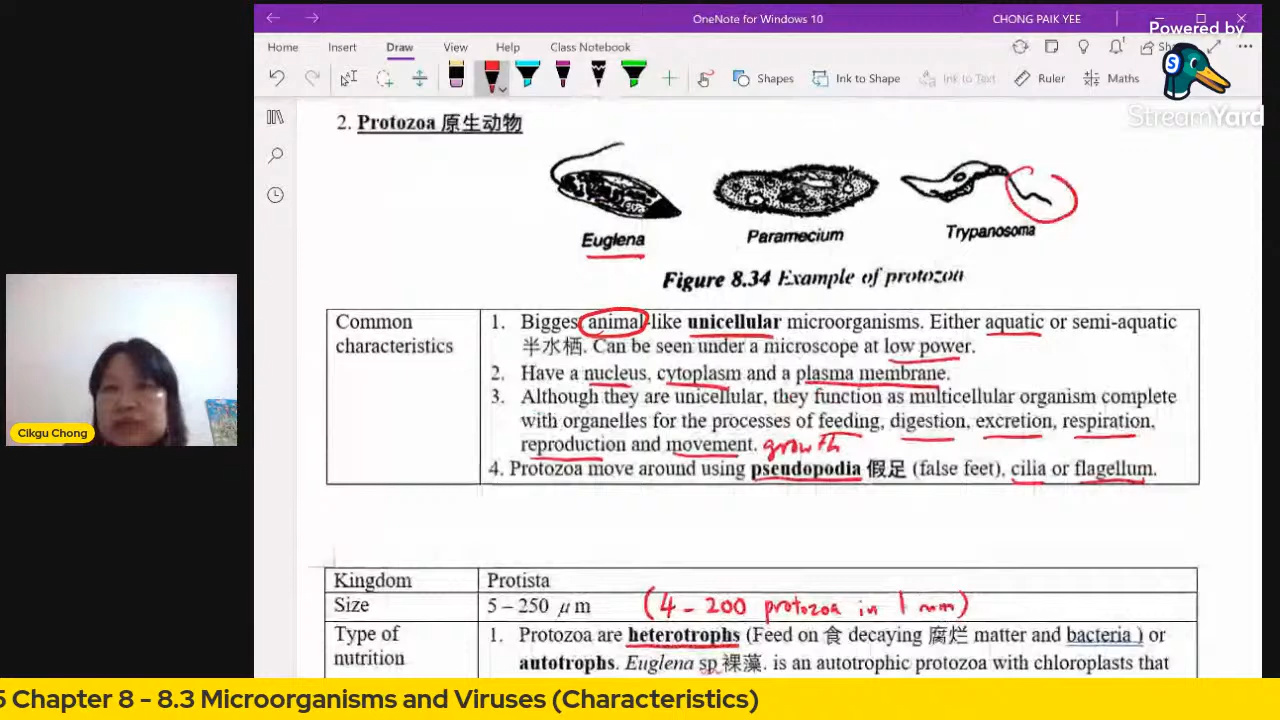 OneNote for Windows 10
CHONG PAIK YEE
Powered by
StreamYard
Home Insert Draw View Help Class Notebook
Shapes Ink to Shape Ink to Text Ruler Maths
2. Protozoa 原生动物
Euglena Paramecium Trypanosoma
Figure 8.34 Example of protozoa
Common characteristics
1. Bigges animal-like unicellular microorganisms. Either aquatic or semi-aquatic
半水栖. Can be seen under a microscope at low power.
2. Have a nucleus, cytoplasm and a plasma membrane.
3. Although they are unicellular, they function as multicellular organism complete
with organelles for the processes of feeding, digestion, excretion, respiration,
reproduction and movement. growth
4. Protozoa move around using pseudopodia 假足 (false feet), cilia or flagellum.
Cikgu Chong
Kingdom Protista
Size 5 – 250 μm (4 - 200 protozoa in 1 mm)
Type of nutrition
1. Protozoa are heterotrophs (Feed on 食 decaying 腐烂 matter and bacteria ) or
autotrophs. Euglena sp 裸藻. is an autotrophic protozoa with chloroplasts that
5 Chapter 8 - 8.3 Microorganisms and Viruses (Characteristics)